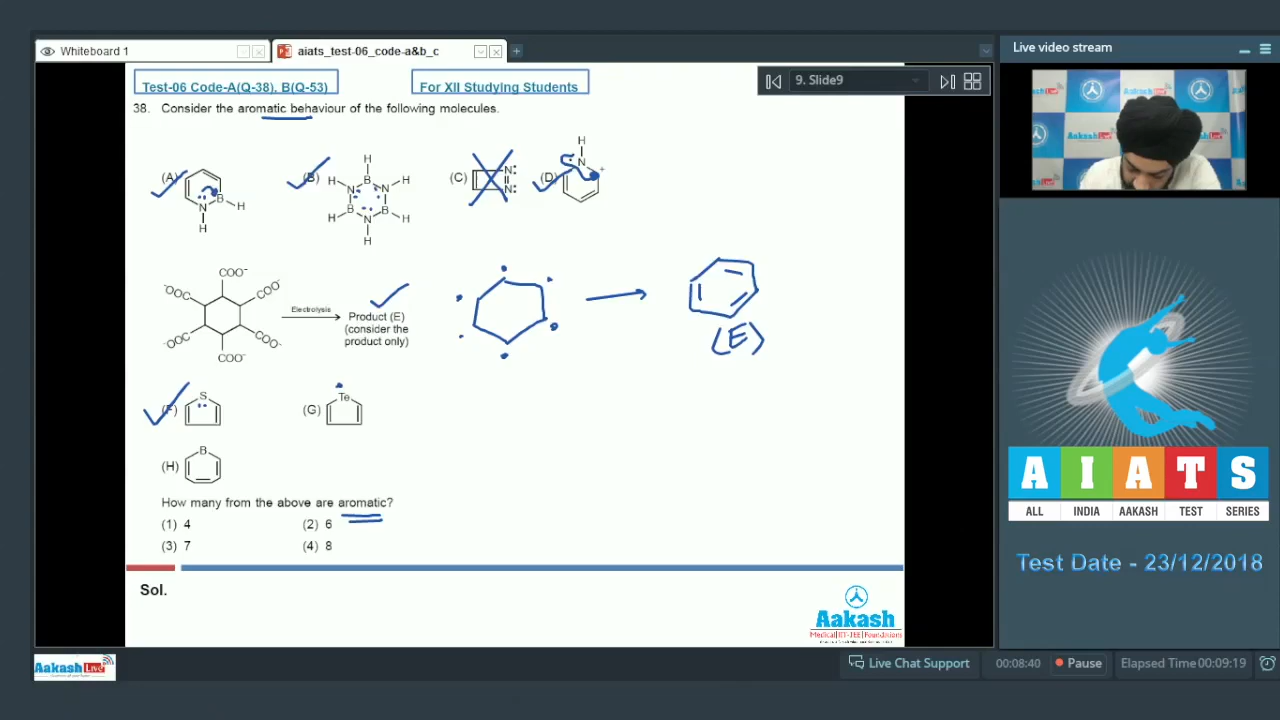 Whiteboard 1
aiats_test-06_code-a&b_c
Live video stream
Test-06 Code-A(Q-38), B(Q-53)
For XII Studying Students
9. Slide9
38. Consider the aromatic behaviour of the following molecules.
(A) N B H H
(B) H B H N N H H B B H N H
(C) N: N:
(D) H N +
COO⁻
⁻OOC COO⁻
⁻OOC COO⁻
COO⁻
Electrolysis
Product (E)
(consider the
product only)
(E)
(F) S
(G) Te
(H) B
How many from the above are aromatic?
(1) 4 (2) 6
(3) 7 (4) 8
Sol.
Aakash
Medical|IIT-JEE|Foundations
A I A T S
ALL INDIA AAKASH TEST SERIES
Test Date - 23/12/2018
Aakash Live
Live Chat Support
00:08:40
Pause
Elapsed Time 00:09:19